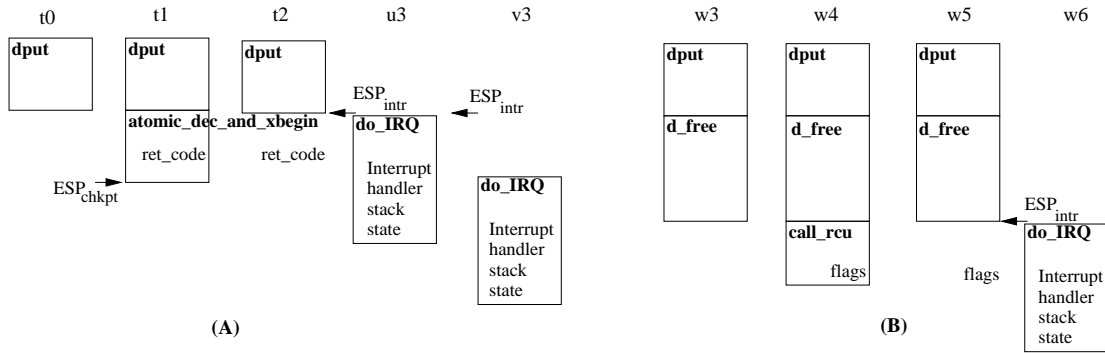 t0 t1 t2 u3 v3 w3 w4 w5 w6
dput dput dput dput dput dput
ESP intr ESP intr
atomic_dec_and_xbegin do_IRQ d_free d_free d_free
ret_code ret_code
Interrupt
handler
stack
state
ESP chkpt
do_IRQ
Interrupt
handler
stack
state
ESP intr
call_rcu do_IRQ
flags flags
Interrupt
handler
stack
state
(A) (B)